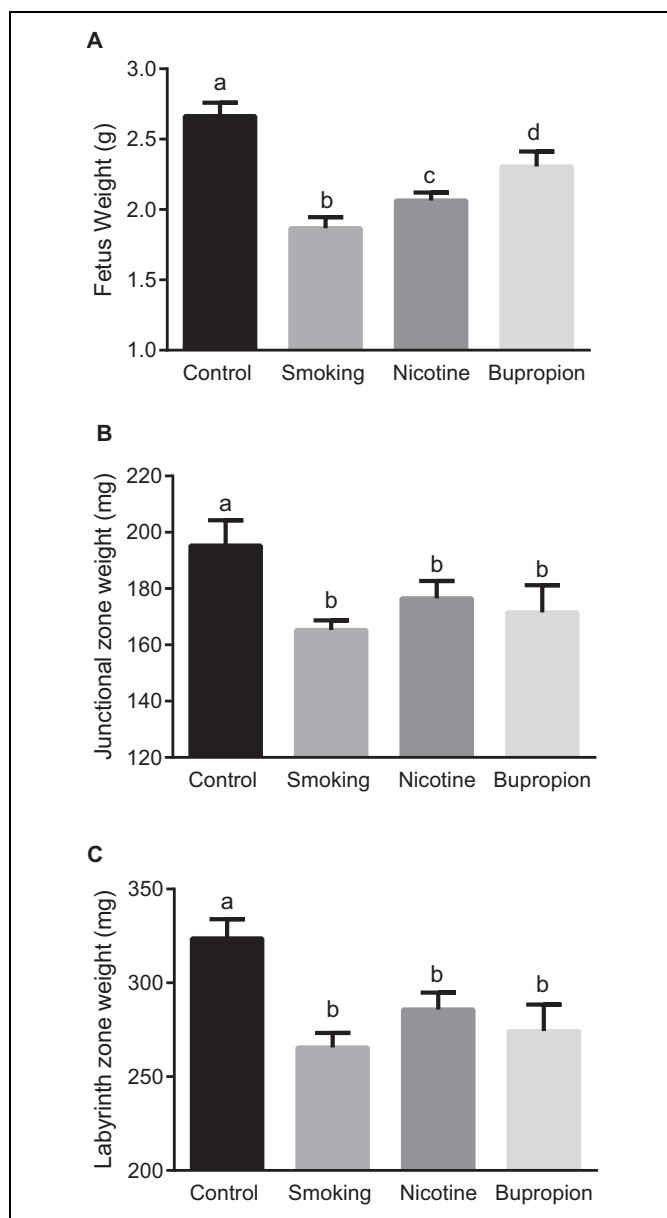 A
Fetus Weight (g)
3.0
2.5
2.0
1.5
1.0
a
b
c
d
Control Smoking Nicotine Bupropion
B
Junctional zone weight (mg)
220
200
180
160
140
120
a
b
b
b
Control Smoking Nicotine Bupropion
C
Labyrinth zone weight (mg)
350
300
250
200
a
b
b
b
Control Smoking Nicotine Bupropion